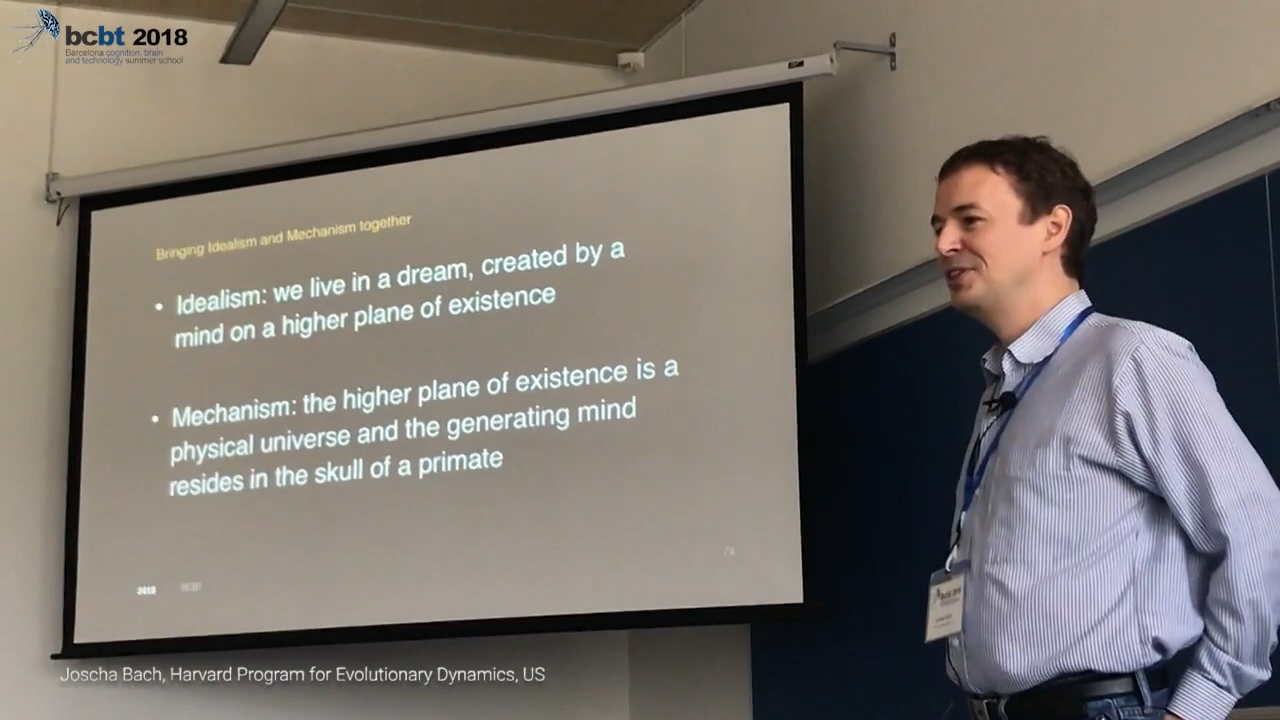 bcbt 2018
Barcelona cognition, brain
and technology summer school
Bringing Idealism and Mechanism together
• Idealism: we live in a dream, created by a
mind on a higher plane of existence
• Mechanism: the higher plane of existence is a
physical universe and the generating mind
resides in the skull of a primate
Joscha Bach, Harvard Program for Evolutionary Dynamics, US